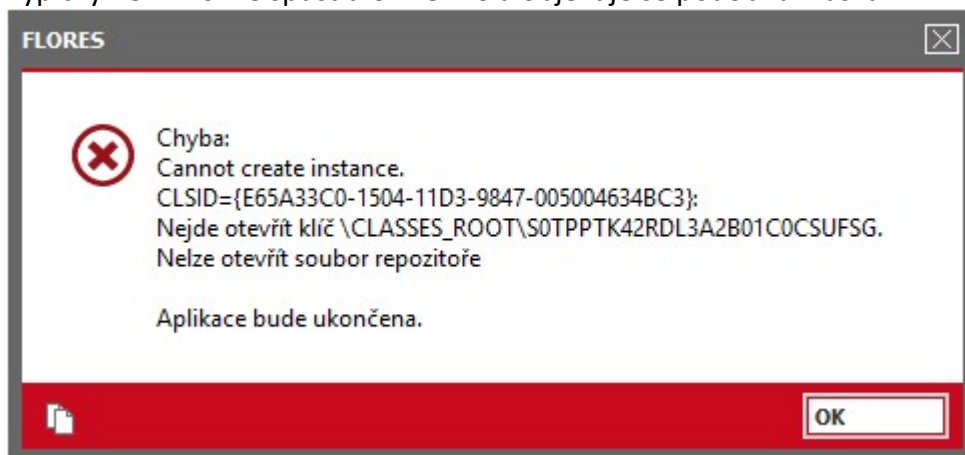 FLORES
Chyba:
Cannot create instance.
CLSID={E65A33C0-1504-11D3-9847-005004634BC3}:
Nejde otevřít klíč \CLASSES_ROOT\S0TPPTK42RDL3A2B01C0CSUFSG.
Nelze otevřít soubor repozitoře
Aplikace bude ukončena.
OK